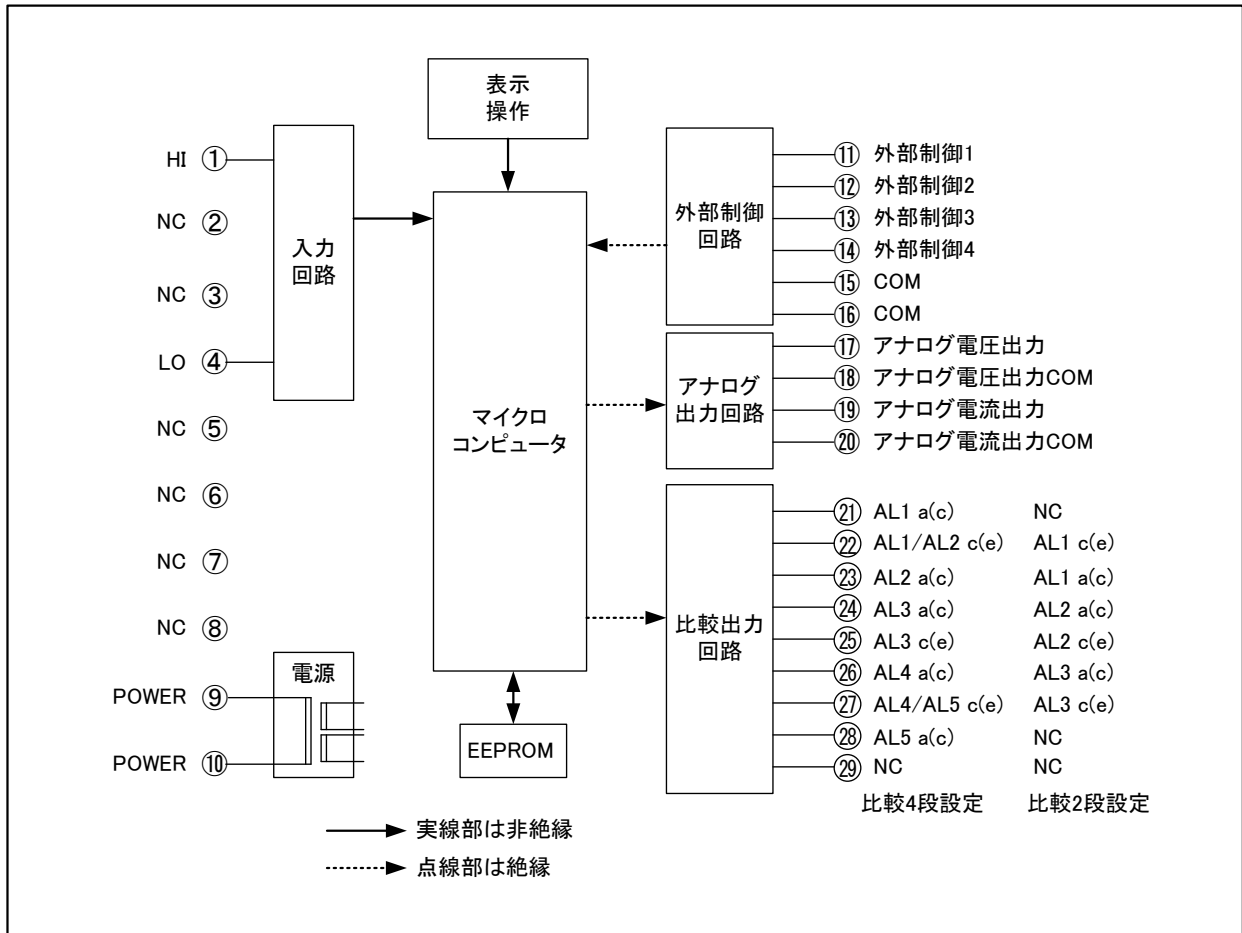 表示
操作
HI ①
NC ②
NC ③
LO ④
NC ⑤
NC ⑥
NC ⑦
NC ⑧
POWER ⑨
POWER ⑩
入力
回路
電源
マイクロ
コンピュータ
EEPROM
外部制御
回路
⑪ 外部制御1
⑫ 外部制御2
⑬ 外部制御3
⑭ 外部制御4
⑮ COM
⑯ COM
アナログ
出力回路
⑰ アナログ電圧出力
⑱ アナログ電圧出力COM
⑲ アナログ電流出力
⑳ アナログ電流出力COM
比較出力
回路
㉑ AL1 a(c) NC
㉒ AL1/AL2 c(e) AL1 c(e)
㉓ AL2 a(c) AL1 a(c)
㉔ AL3 a(c) AL2 a(c)
㉕ AL3 c(e) AL2 c(e)
㉖ AL4 a(c) AL3 a(c)
㉗ AL4/AL5 c(e) AL3 c(e)
㉘ AL5 a(c) NC
㉙ NC NC
比較4段設定 比較2段設定
実線部は非絶縁
点線部は絶縁